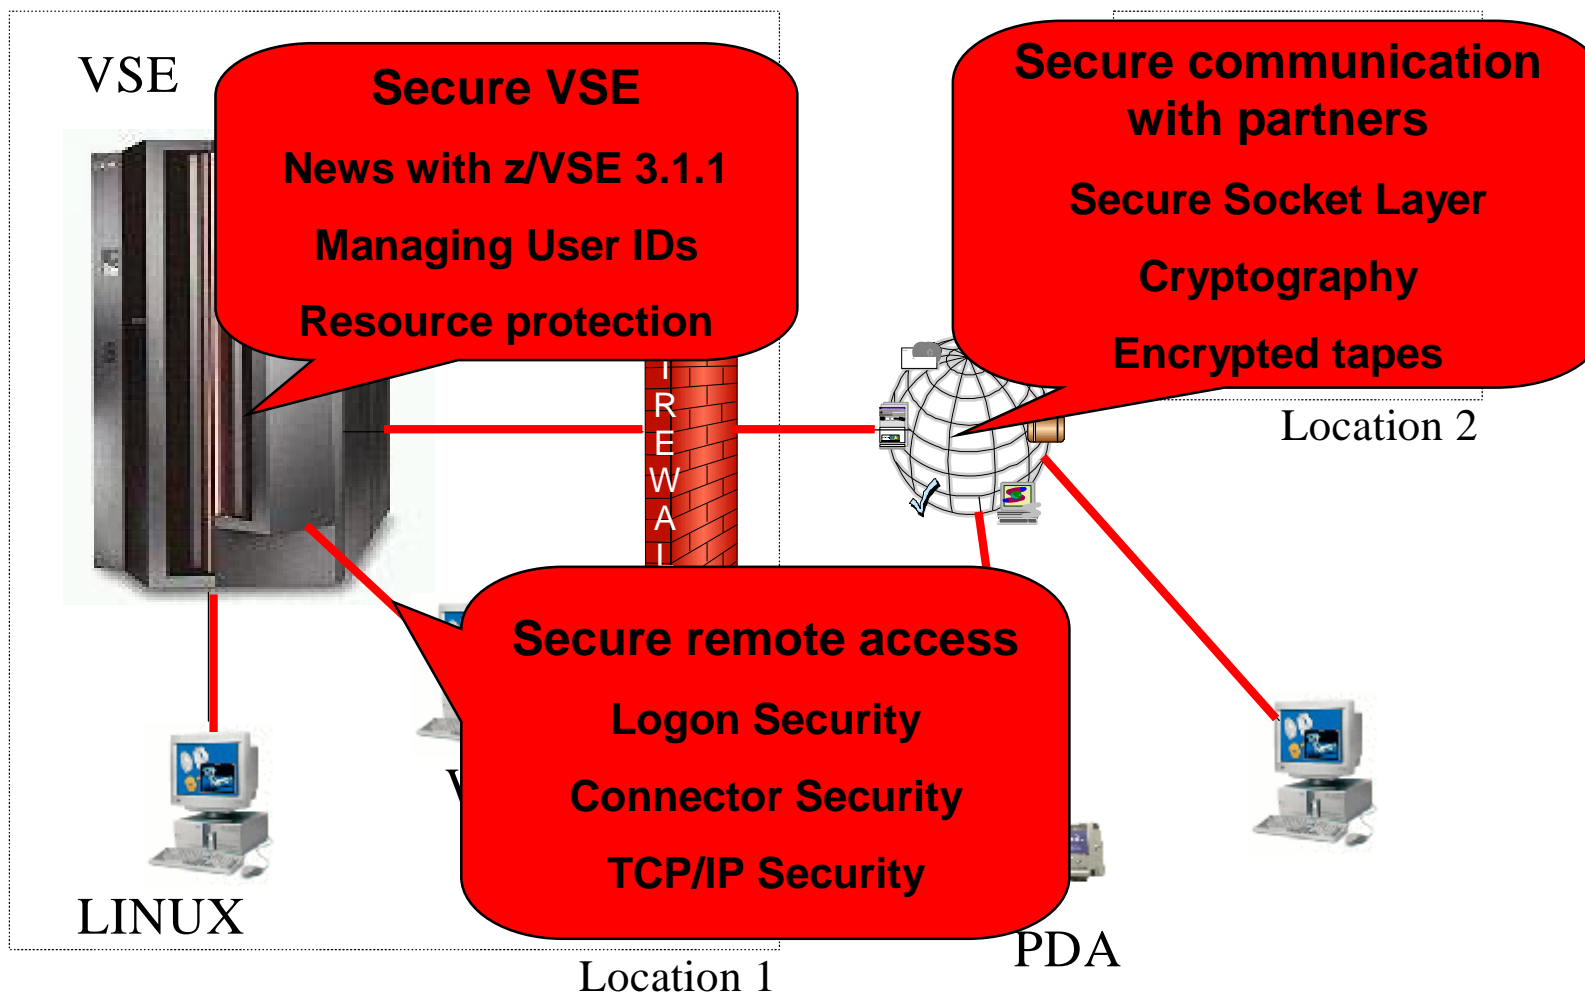 VSE
Secure VSE
News with z/VSE 3.1.1
Managing User IDs
Resource protection
Secure communication
with partners
Secure Socket Layer
Cryptography
Encrypted tapes
Location 2
I
R
E
W
A
L
Secure remote access
Logon Security
Connector Security
TCP/IP Security
LINUX
PDA
Location 1